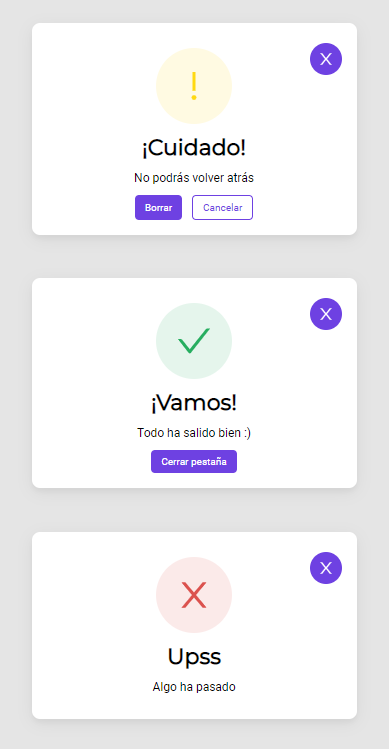 !
X
¡Cuidado!
No podrás volver atrás
Borrar Cancelar
X
¡Vamos!
Todo ha salido bien :)
Cerrar pestaña
X
X
Upss
Algo ha pasado